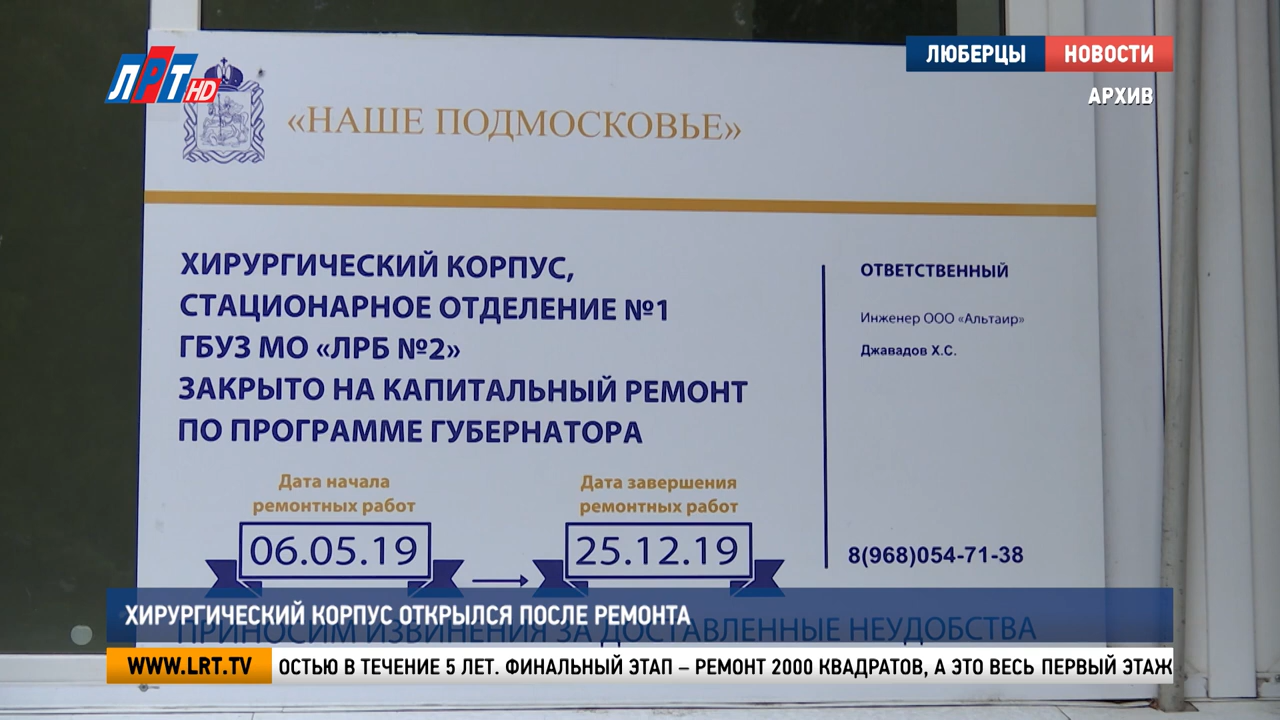 ЛРТ HD
ЛЮБЕРЦЫ НОВОСТИ
АРХИВ
«НАШЕ ПОДМОСКОВЬЕ»
ХИРУРГИЧЕСКИЙ КОРПУС,
СТАЦИОНАРНОЕ ОТДЕЛЕНИЕ №1
ГБУЗ МО «ЛРБ №2»
ЗАКРЫТО НА КАПИТАЛЬНЫЙ РЕМОНТ
ПО ПРОГРАММЕ ГУБЕРНАТОРА
ОТВЕТСТВЕННЫЙ
Инженер ООО «Альтаир»
Джавадов Х.С.
8(968)054-71-38
Дата начала
ремонтных работ
06.05.19
Дата завершения
ремонтных работ
25.12.19
ХИРУРГИЧЕСКИЙ КОРПУС ОТКРЫЛСЯ ПОСЛЕ РЕМОНТА
ПРИНОСИМ ИЗВИНЕНИЯ ЗА ДОСТАВЛЕННЫЕ НЕУДОБСТВА
WWW.LRT.TV
ОСТЬЮ В ТЕЧЕНИЕ 5 ЛЕТ. ФИНАЛЬНЫЙ ЭТАП – РЕМОНТ 2000 КВАДРАТОВ, А ЭТО ВЕСЬ ПЕРВЫЙ ЭТАЖ